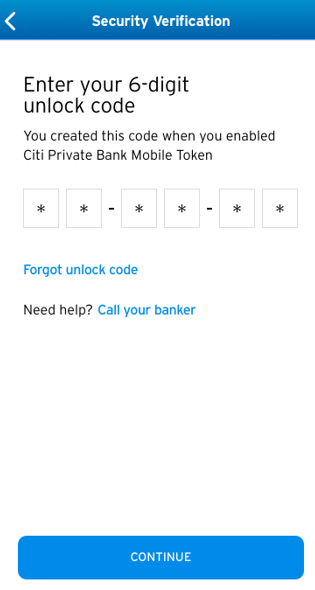 Security Verification
Enter your 6-digit
unlock code
You created this code when you enabled
Citi Private Bank Mobile Token
* * - * * - * *
Forgot unlock code
Need help? Call your banker
CONTINUE